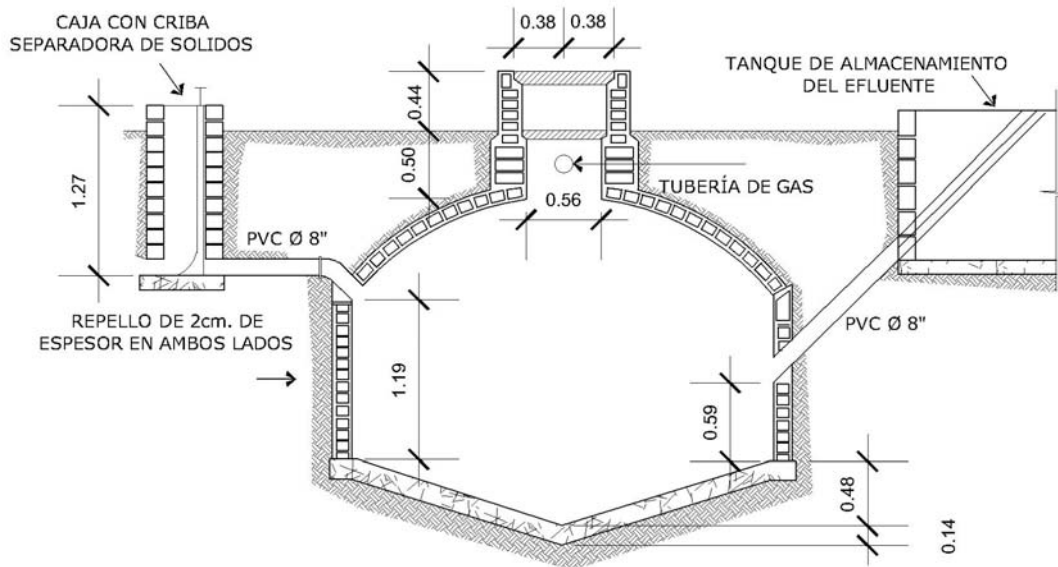 CAJA CON CRIBA
SEPARADORA DE SOLIDOS
0.38
0.38
TANQUE DE ALMACENAMIENTO
DEL EFLUENTE
0.44
1.27
0.50
TUBERÍA DE GAS
0.56
PVC Ø 8"
REPELLO DE 2cm. DE
ESPESOR EN AMBOS LADOS
PVC Ø 8"
1.19
0.59
0.48
0.14